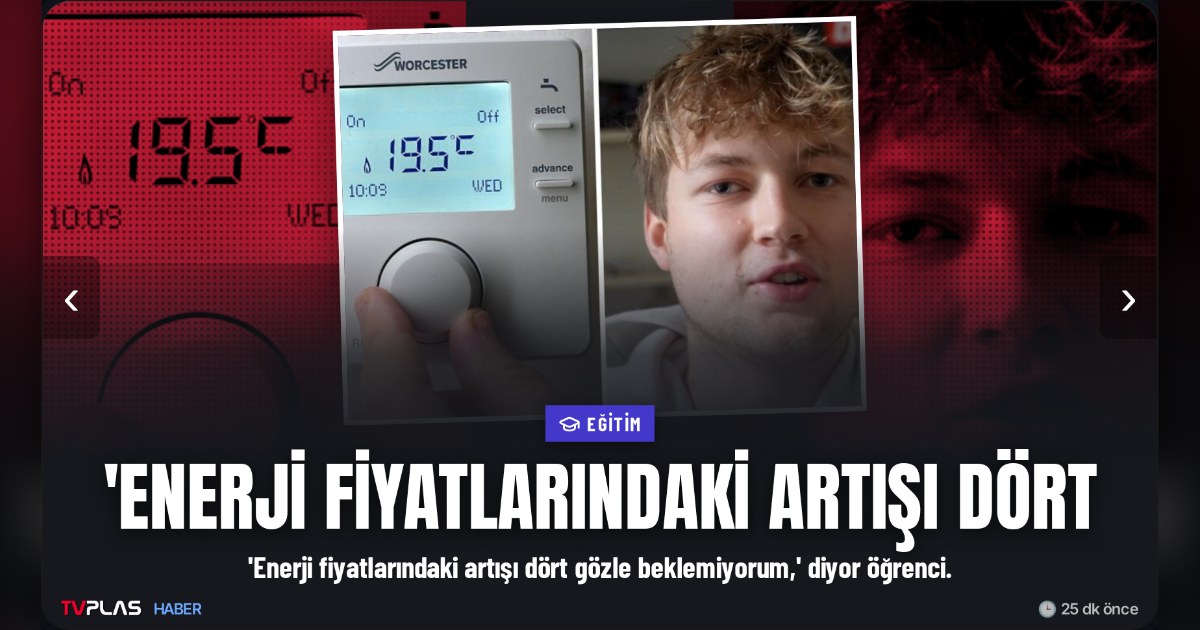 On Off
19.5°C
10:09 WED
WORCESTER
select
On Off
19.5°C
advance
10:09 WED
menu
EĞİTİM
'ENERJİ FİYATLARINDAKİ ARTIŞI DÖRT
'Enerji fiyatlarındaki artışı dört gözle beklemiyorum,' diyor öğrenci.
TVPLAS HABER
25 dk önce